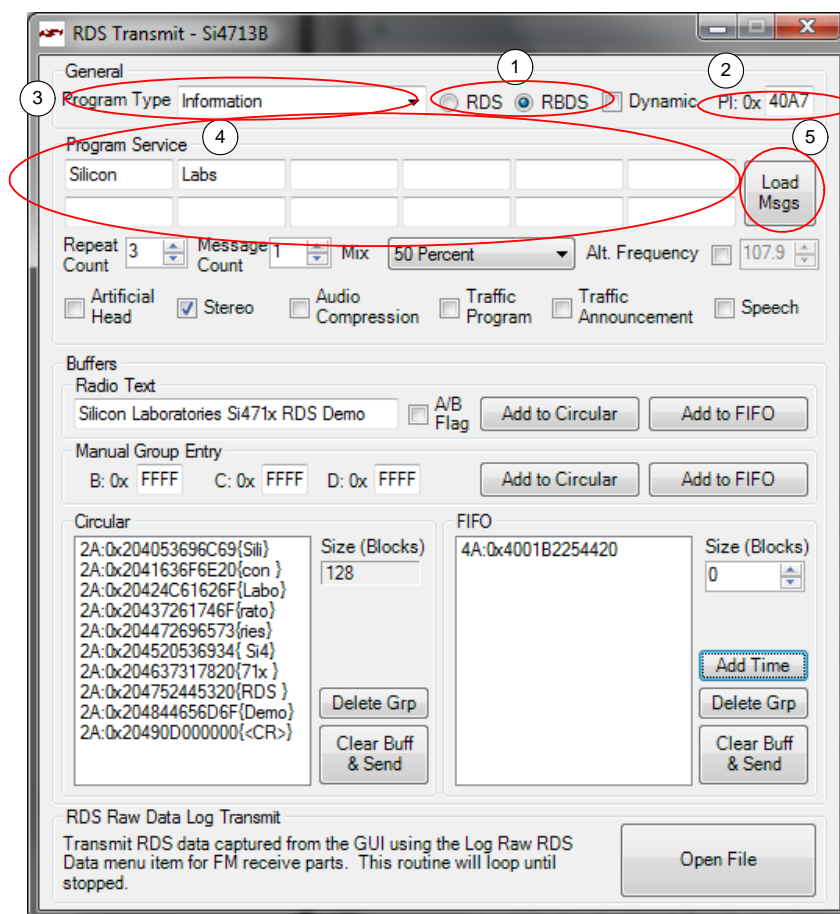 RDS Transmit - Si4713B
General
1
2
3
Program Type Information RDS RBDS Dynamic PI: 0x 40A7
4
5
Program Service
Silicon Labs
Load Msgs
Repeat Count 3 Message Count 1 Mix 50 Percent Alt. Frequency 107.9
Artificial Head Stereo Audio Compression Traffic Program Traffic Announcement Speech
Buffers
Radio Text
Silicon Laboratories Si471x RDS Demo A/B Flag Add to Circular Add to FIFO
Manual Group Entry
B: 0x FFFF C: 0x FFFF D: 0x FFFF Add to Circular Add to FIFO
Circular
2A:0x204053696C69{Sili}
2A:0x2041636F6E20{con }
2A:0x20424C61626F{Labo}
2A:0x20437261746F{rato}
2A:0x204472696573{ries}
2A:0x204520536934{ Si4}
2A:0x204637317820{71x }
2A:0x204752445320{RDS }
2A:0x204844656D6F{Demo}
2A:0x20490D000000{<CR>}
Size (Blocks)
128
Delete Grp
Clear Buff & Send
FIFO
4A:0x4001B2254420
Size (Blocks)
0
Add Time
Delete Grp
Clear Buff & Send
RDS Raw Data Log Transmit
Transmit RDS data captured from the GUI using the Log Raw RDS
Data menu item for FM receive parts. This routine will loop until
stopped.
Open File